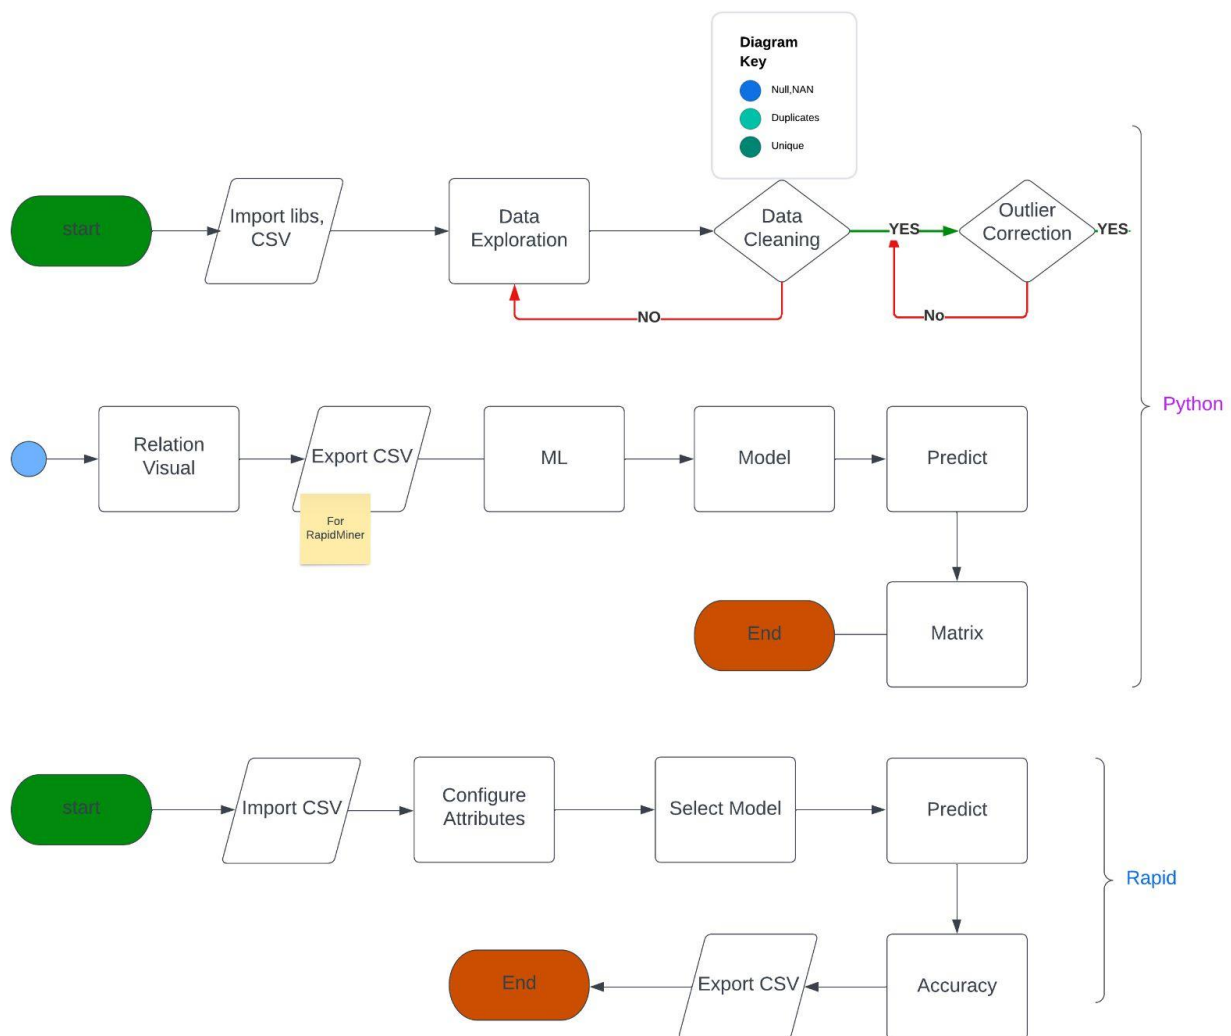 Diagram
Key
Null,NAN
Duplicates
Unique
start
Import libs,
CSV
Data
Exploration
Data
Cleaning
YES
Outlier
Correction
YES
NO
No
Python
Relation
Visual
Export CSV
ML
Model
Predict
For
RapidMiner
End
Matrix
start
Import CSV
Configure
Attributes
Select Model
Predict
Rapid
End
Export CSV
Accuracy